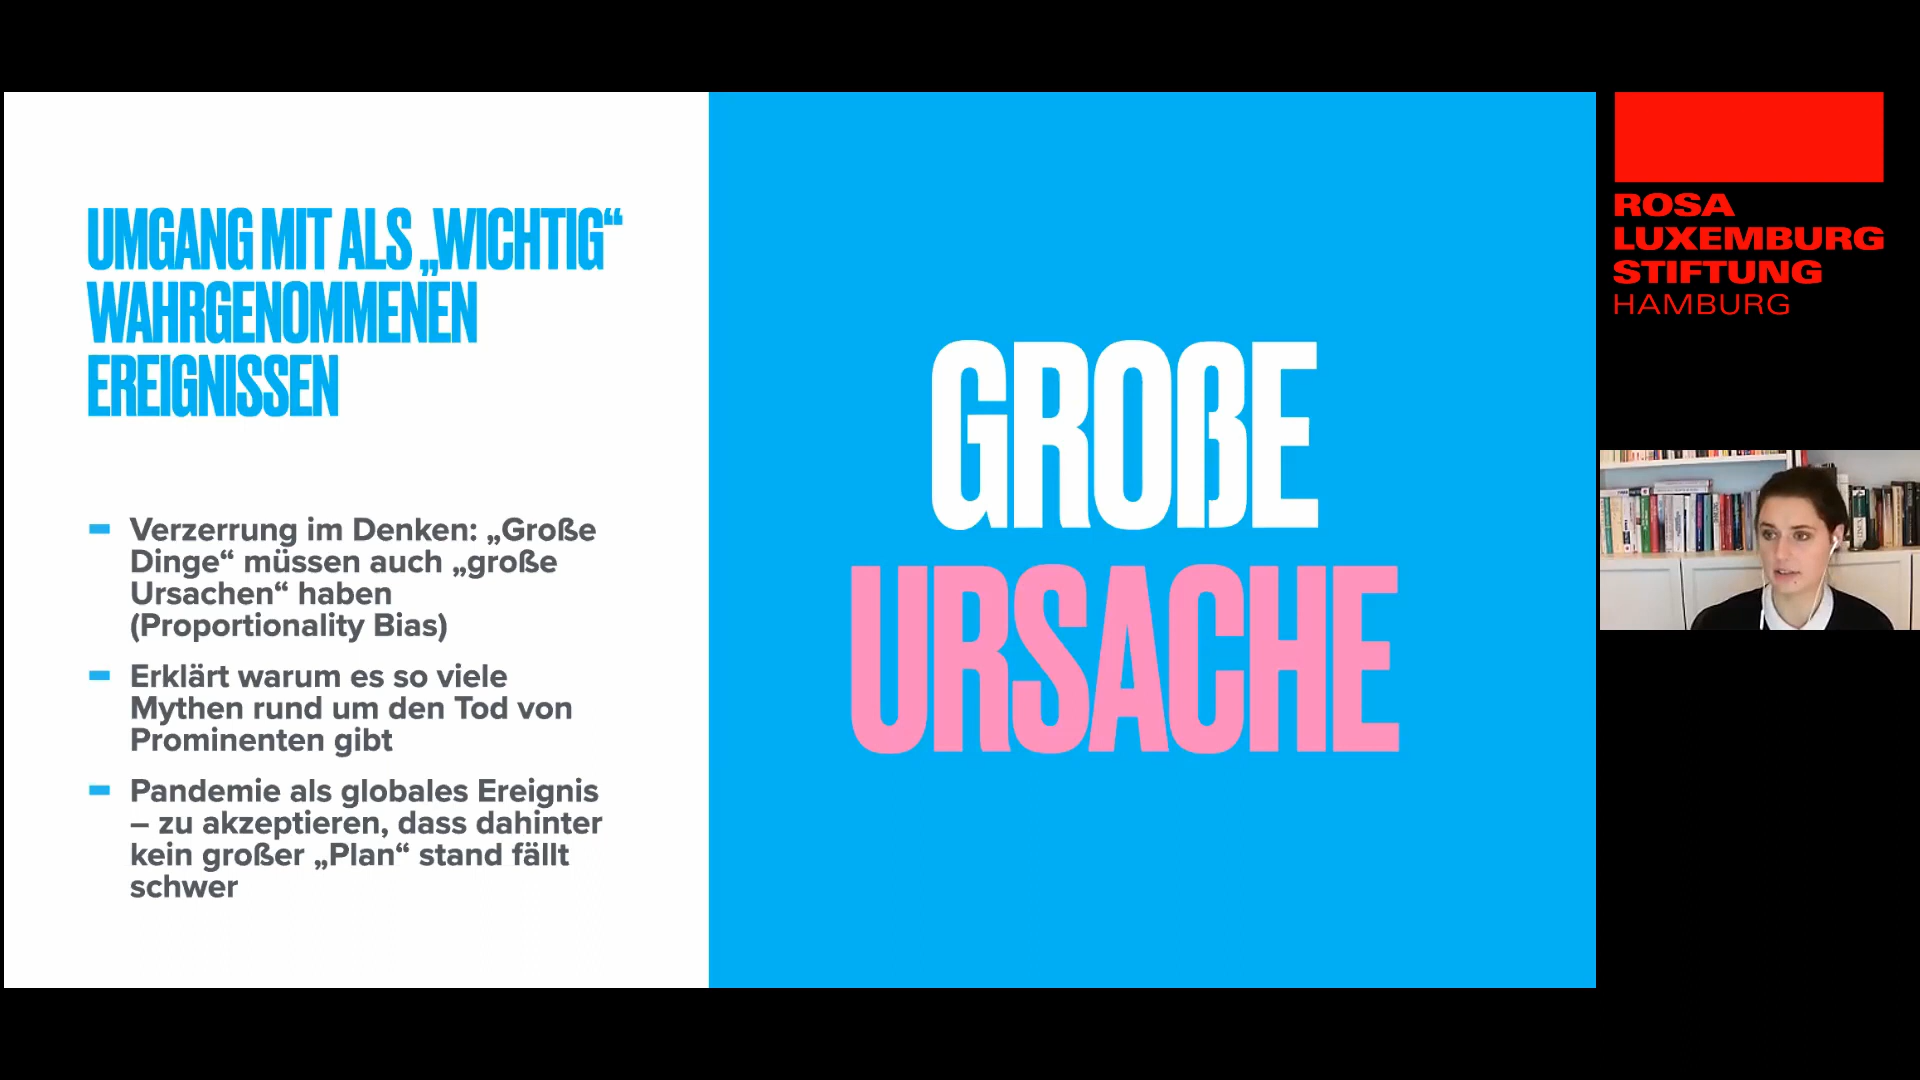 UMGANG MIT ALS „WICHTIG“
WAHRGENOMMENEN
EREIGNISSEN
Verzerrung im Denken: „Große
Dinge“ müssen auch „große
Ursachen“ haben
(Proportionality Bias)
Erklärt warum es so viele
Mythen rund um den Tod von
Prominenten gibt
Pandemie als globales Ereignis
– zu akzeptieren, dass dahinter
kein großer „Plan“ stand fällt
schwer
GROßE
URSACHE
ROSA
LUXEMBURG
STIFTUNG
HAMBURG